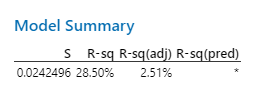 Model Summary
S R-sq R-sq(adj) R-sq(pred)
0.0242496 28.50% 2.51% *